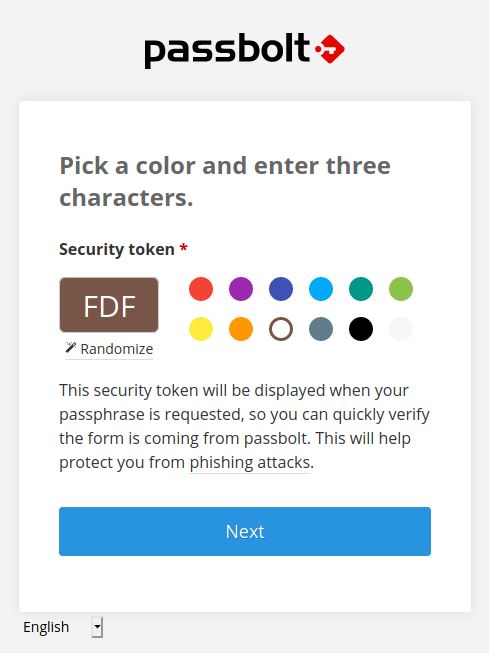 passbolt
Pick a color and enter three
characters.
Security token *
FDF
Randomize
This security token will be displayed when your
passphrase is requested, so you can quickly verify
the form is coming from passbolt. This will help
protect you from phishing attacks.
Next
English